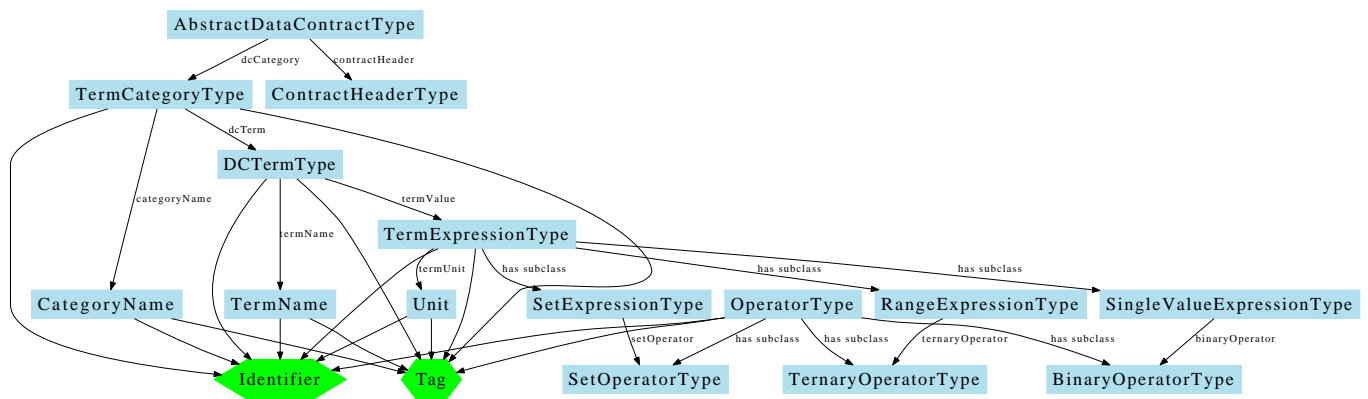 AbstractDataContractType
dcCategory
contractHeader
TermCategoryType
ContractHeaderType
dcTerm
DCTermType
categoryName
termValue
termName
TermExpressionType
termUnit
has subclass
has subclass
has subclass
CategoryName
TermName
Unit
SetExpressionType
OperatorType
RangeExpressionType
SingleValueExpressionType
setOperator
has subclass
has subclass
ternaryOperator
has subclass
binaryOperator
Identifier
Tag
SetOperatorType
TernaryOperatorType
BinaryOperatorType